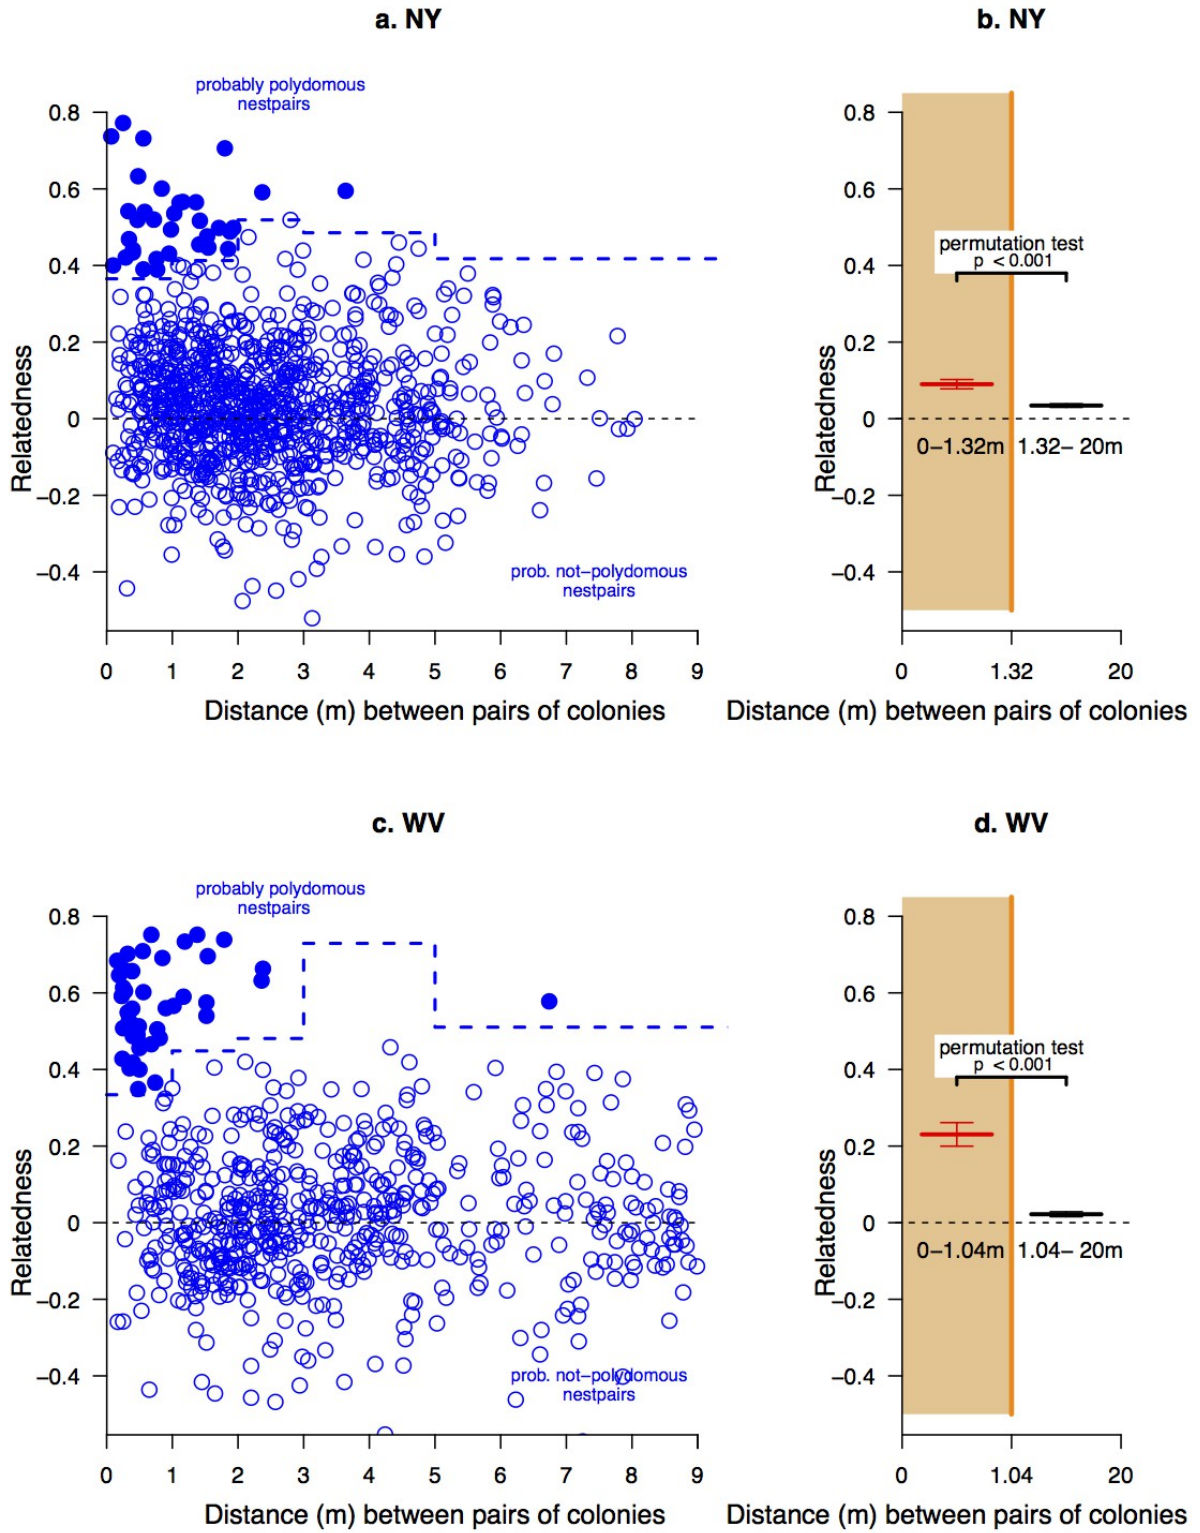 a. NY
probably polydomous
nestpairs
0.8
0.6
0.4
0.2
0
−0.2
−0.4
Relatedness
prob. not−polydomous
nestpairs
0 1 2 3 4 5 6 7 8 9
Distance (m) between pairs of colonies
b. NY
0.8
0.6
0.4
0.2
0
−0.2
−0.4
Relatedness
permutation test
p < 0.001
0−1.32m 1.32− 20m
0 1.32 20
Distance (m) between pairs of colonies
c. WV
probably polydomous
nestpairs
0.8
0.6
0.4
0.2
0
−0.2
−0.4
Relatedness
prob. not−polydomous
nestpairs
0 1 2 3 4 5 6 7 8 9
Distance (m) between pairs of colonies
d. WV
0.8
0.6
0.4
0.2
0
−0.2
−0.4
Relatedness
permutation test
p < 0.001
0−1.04m 1.04− 20m
0 1.04 20
Distance (m) between pairs of colonies